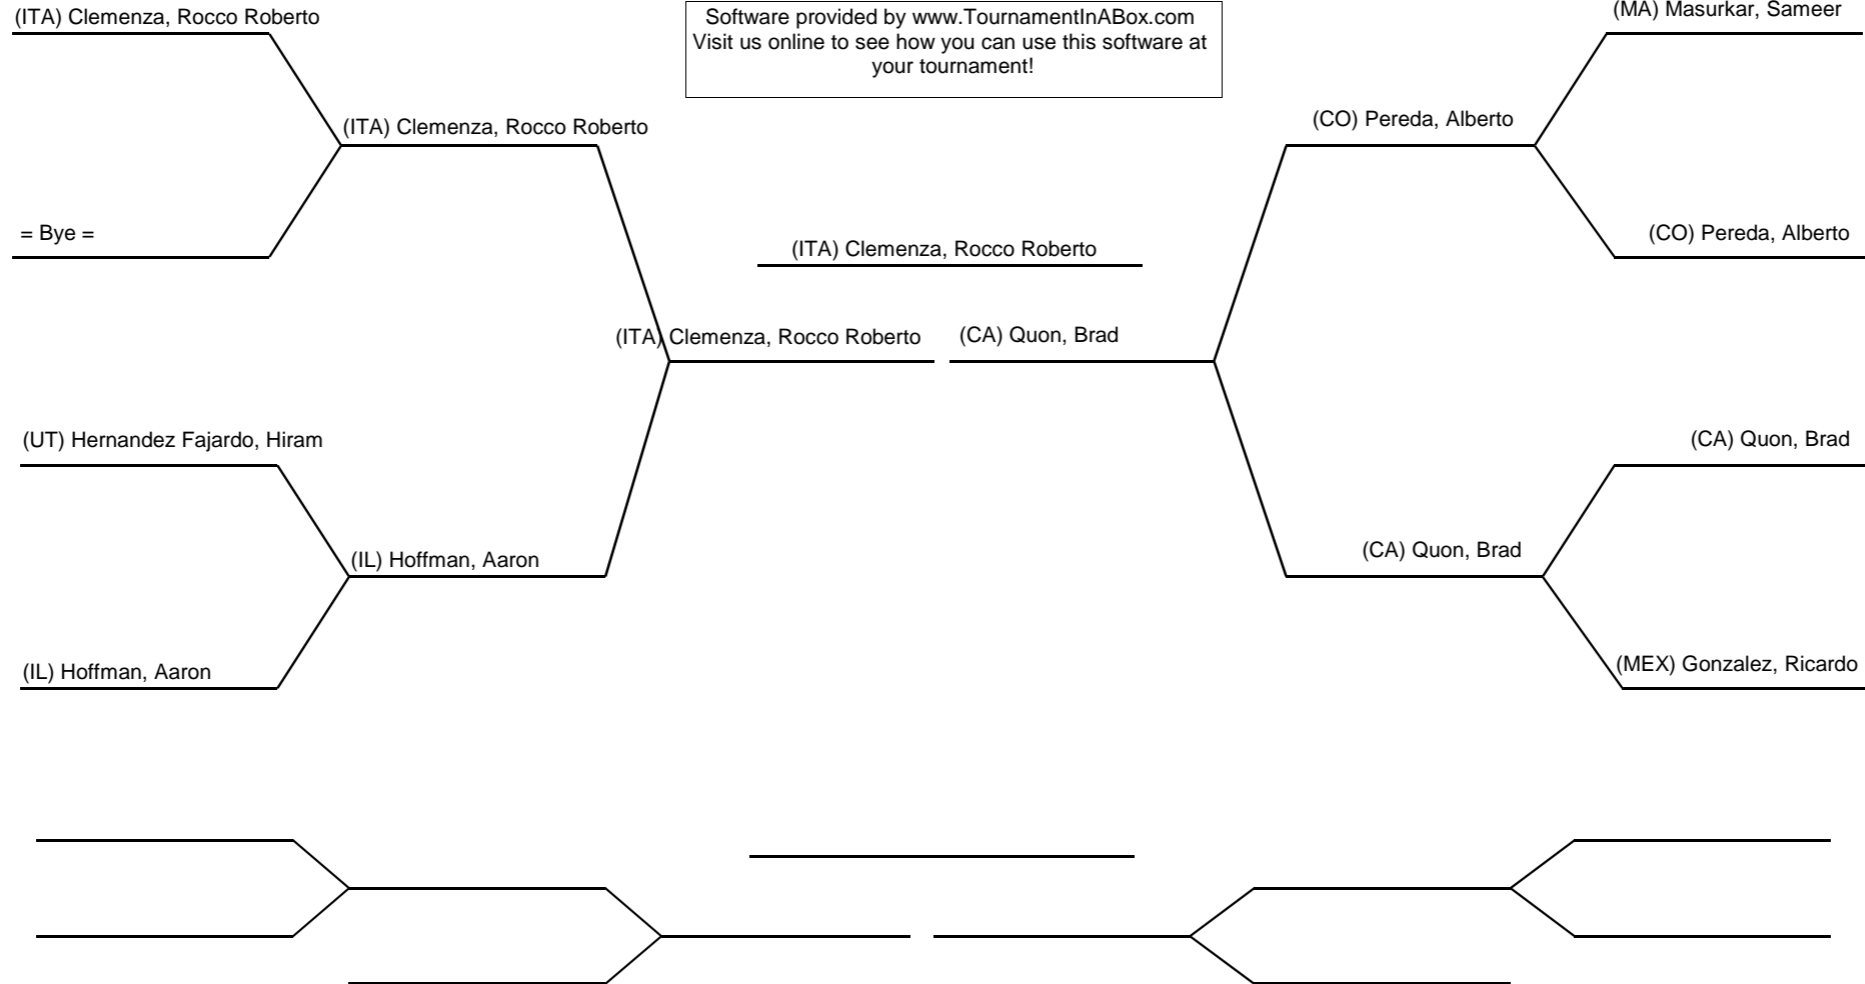 (ITA) Clemenza, Rocco Roberto
Software provided by www.TournamentInABox.com
Visit us online to see how you can use this software at
your tournament!
(MA) Masurkar, Sameer
(ITA) Clemenza, Rocco Roberto
(CO) Pereda, Alberto
= Bye =
(ITA) Clemenza, Rocco Roberto
(CO) Pereda, Alberto
(ITA) Clemenza, Rocco Roberto
(CA) Quon, Brad
(UT) Hernandez Fajardo, Hiram
(CA) Quon, Brad
(IL) Hoffman, Aaron
(CA) Quon, Brad
(IL) Hoffman, Aaron
(MEX) Gonzalez, Ricardo